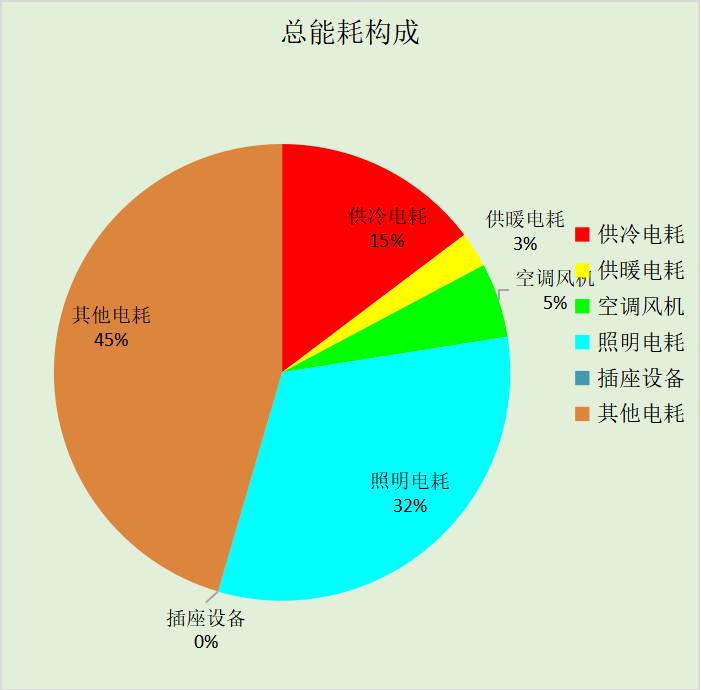 总能耗构成
供冷电耗
15%
供暖电耗
3%
空调风机
5%
其他电耗
45%
照明电耗
32%
插座设备
0%
供冷电耗
供暖电耗
空调风机
照明电耗
插座设备
其他电耗